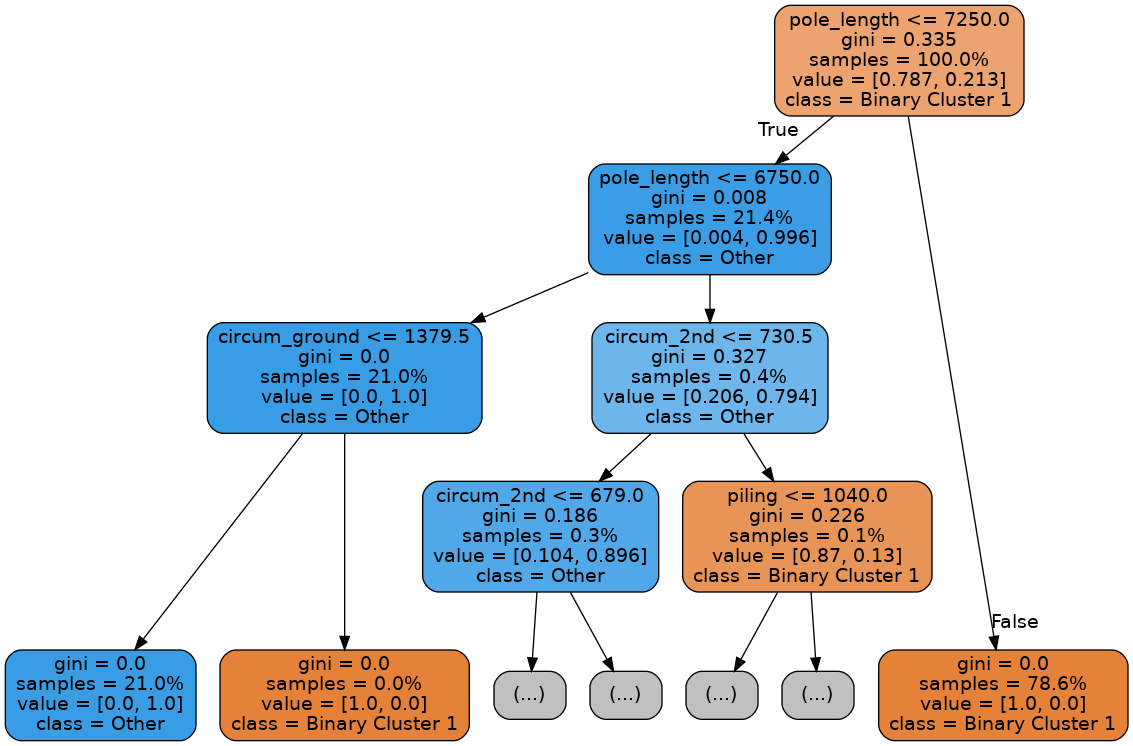 pole_length <= 7250.0
gini = 0.335
samples = 100.0%
value = [0.787, 0.213]
class = Binary Cluster 1
True
pole_length <= 6750.0
gini = 0.008
samples = 21.4%
value = [0.004, 0.996]
class = Other
circum_ground <= 1379.5
gini = 0.0
samples = 21.0%
value = [0.0, 1.0]
class = Other
circum_2nd <= 730.5
gini = 0.327
samples = 0.4%
value = [0.206, 0.794]
class = Other
circum_2nd <= 679.0
gini = 0.186
samples = 0.3%
value = [0.104, 0.896]
class = Other
piling <= 1040.0
gini = 0.226
samples = 0.1%
value = [0.87, 0.13]
class = Binary Cluster 1
False
gini = 0.0
samples = 21.0%
value = [0.0, 1.0]
class = Other
gini = 0.0
samples = 0.0%
value = [1.0, 0.0]
class = Binary Cluster 1
(...)
(...)
(...)
(...)
gini = 0.0
samples = 78.6%
value = [1.0, 0.0]
class = Binary Cluster 1